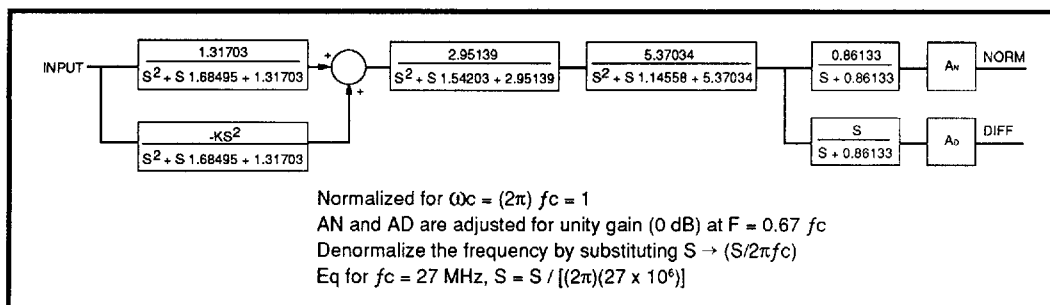 1.31703
S² + S 1.68495 + 1.31703
INPUT
+
+
-KS²
S² + S 1.68495 + 1.31703
2.95139
S² + S 1.54203 + 2.95139
5.37034
S² + S 1.14558 + 5.37034
0.86133
S + 0.86133
AN
NORM
S
S + 0.86133
AD
DIFF
Normalized for ωc = (2π) fc = 1
AN and AD are adjusted for unity gain (0 dB) at F = 0.67 fc
Denormalize the frequency by substituting S → (S/2πfc)
Eq for fc = 27 MHz, S = S / [(2π)(27 x 10⁶)]